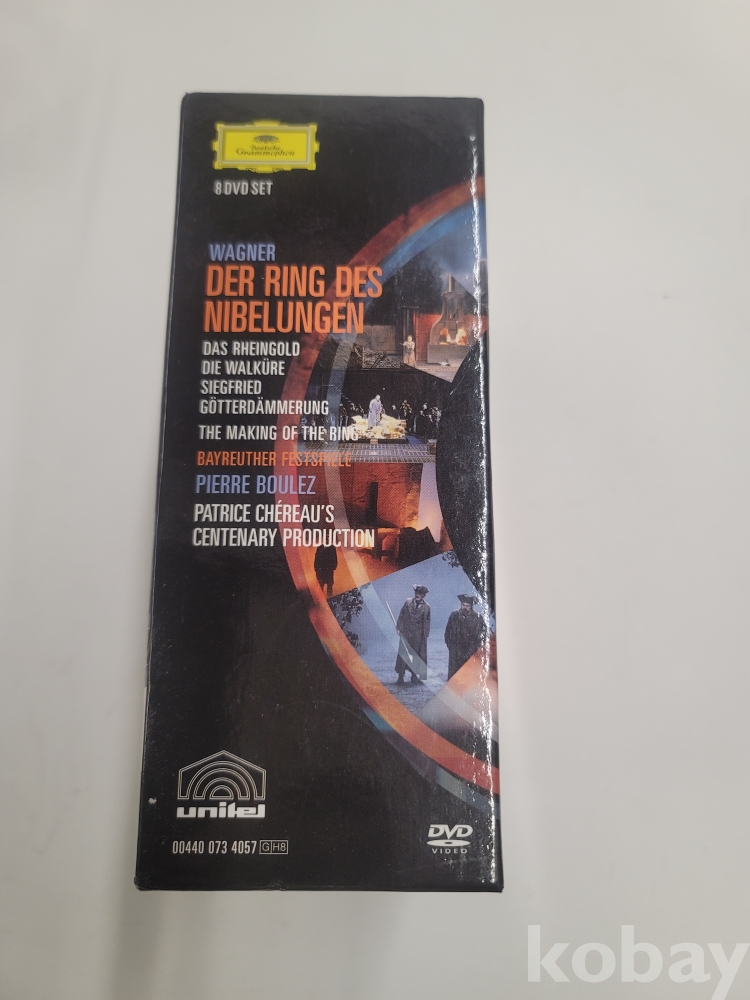 Deutsche
Grammophon
8 DVD SET
WAGNER
DER RING DES
NIBELUNGEN
DAS RHEINGOLD
DIE WALKÜRE
SIEGFRIED
GÖTTERDÄMMERUNG
THE MAKING OF THE RING
BAYREUTHER FESTSPIELE
PIERRE BOULEZ
PATRICE CHÉREAU'S
CENTENARY PRODUCTION
unitel
00440 073 4057 G H8
DVD
VIDEO
kobay